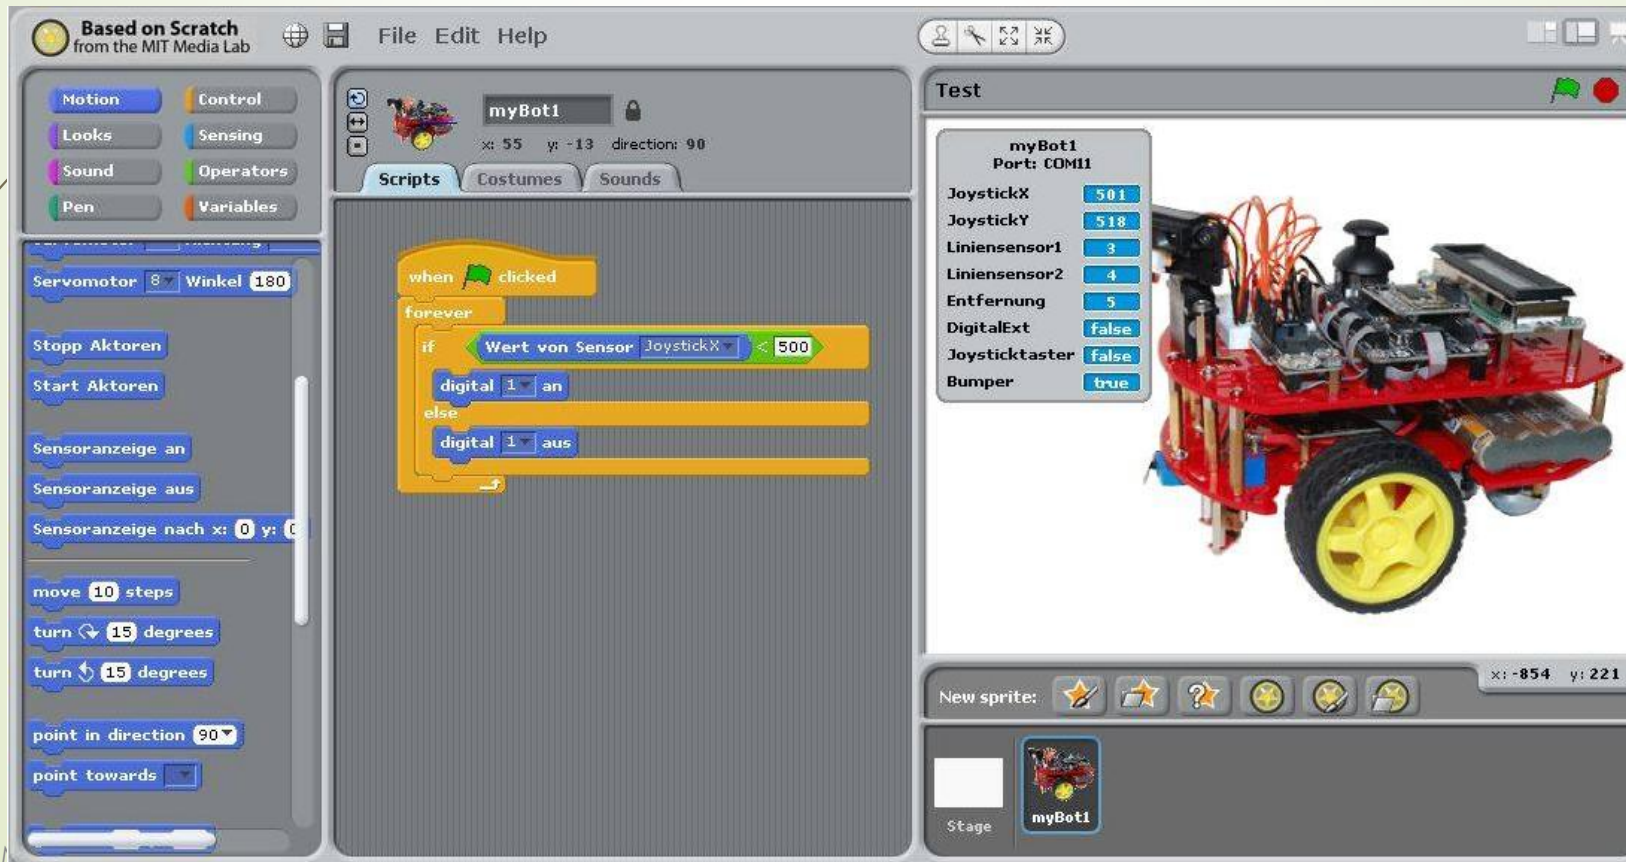 Based on Scratch
from the MIT Media Lab
File Edit Help
Motion Control
Looks Sensing
Sound Operators
Pen Variables
Servomotor 8 Winkel 180
Stopp Aktoren
Start Aktoren
Sensoranzeige an
Sensoranzeige aus
Sensoranzeige nach x: 0 y:
move 10 steps
turn 15 degrees
turn 15 degrees
point in direction 90
point towards
myBot1
x: 55 y: -13 direction: 90
Scripts Costumes Sounds
when clicked
forever
if Wert von Sensor JoystickX < 500
digital 1 an
else
digital 1 aus
Test
myBot1
Port: COM11
JoystickX 501
JoystickY 518
Liniensensor1 3
Liniensensor2 4
Entfernung 5
DigitalExt false
Joysticktaster false
Bumper true
x: -854 y: 221
New sprite:
Stage
myBot1